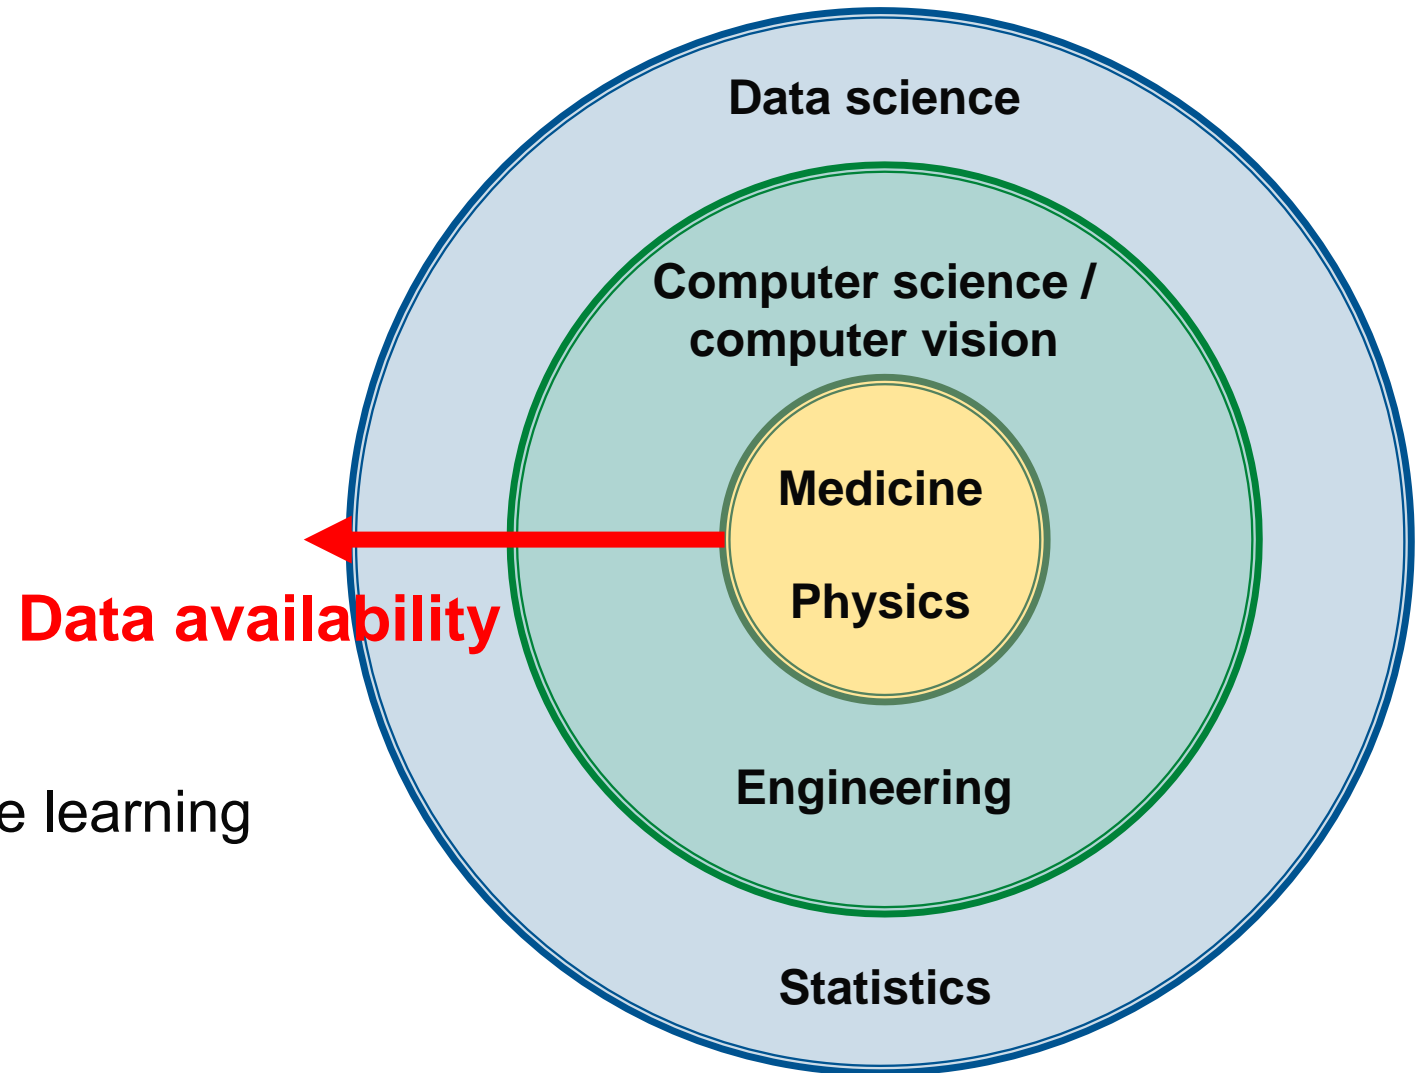 Data science
Computer science /
computer vision
Medicine
Physics
Data availability
Engineering
e learning
Statistics